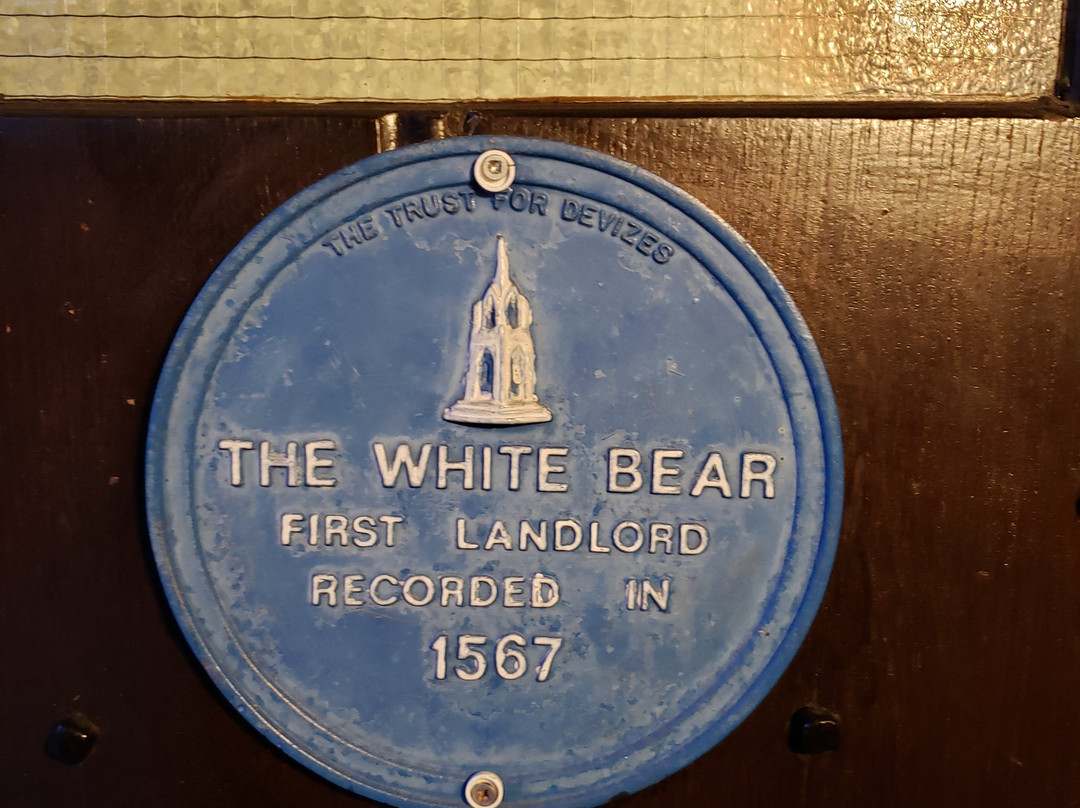 THE TRUST FOR DEVIZES
THE WHITE BEAR
FIRST LANDLORD
RECORDED IN
1567